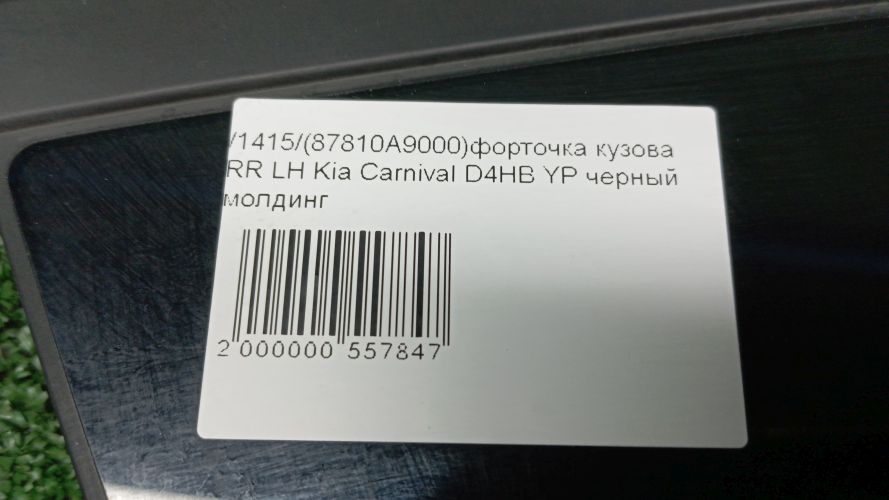 /1415/(87810A9000)форточка кузова
RR LH Kia Carnival D4HB YP черный
молдинг
2 000000 557847